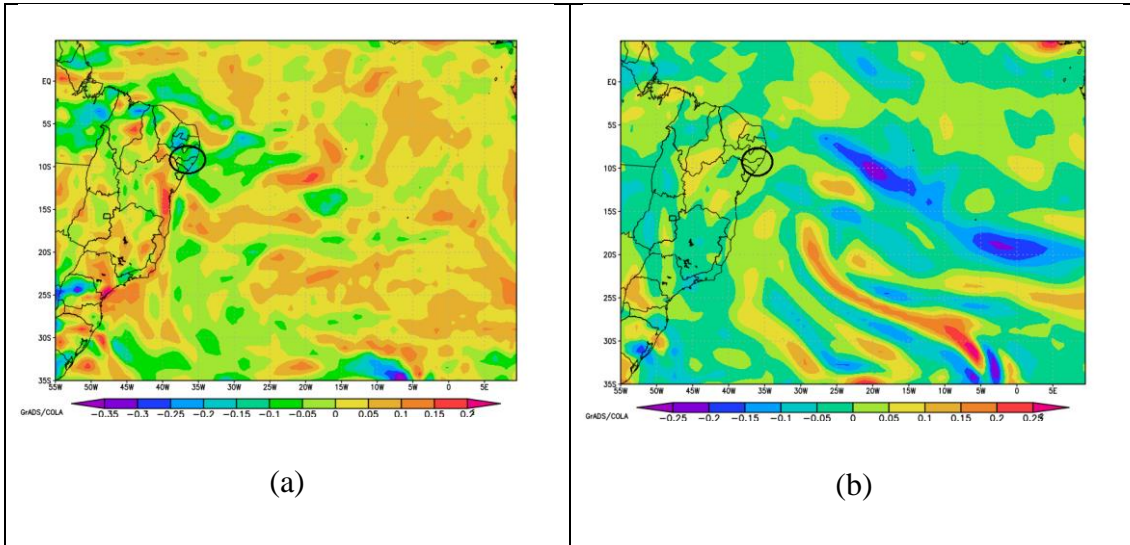 EQ
5S
10S
15S
20S
25S
30S
35S
55W 50W 45W 40W 35W 30W 25W 20W 15W 10W 5W 0 5E
GrADS/COLA
−0.35 −0.3 −0.25 −0.2 −0.15 −0.1 −0.05 0 0.05 0.1 0.15 0.2
(a)
EQ
5S
10S
15S
20S
25S
30S
35S
55W 50W 45W 40W 35W 30W 25W 20W 15W 10W 5W 0 5E
GrADS/COLA
−0.25 −0.2 −0.15 −0.1 −0.05 0 0.05 0.1 0.15 0.2 0.25
(b)